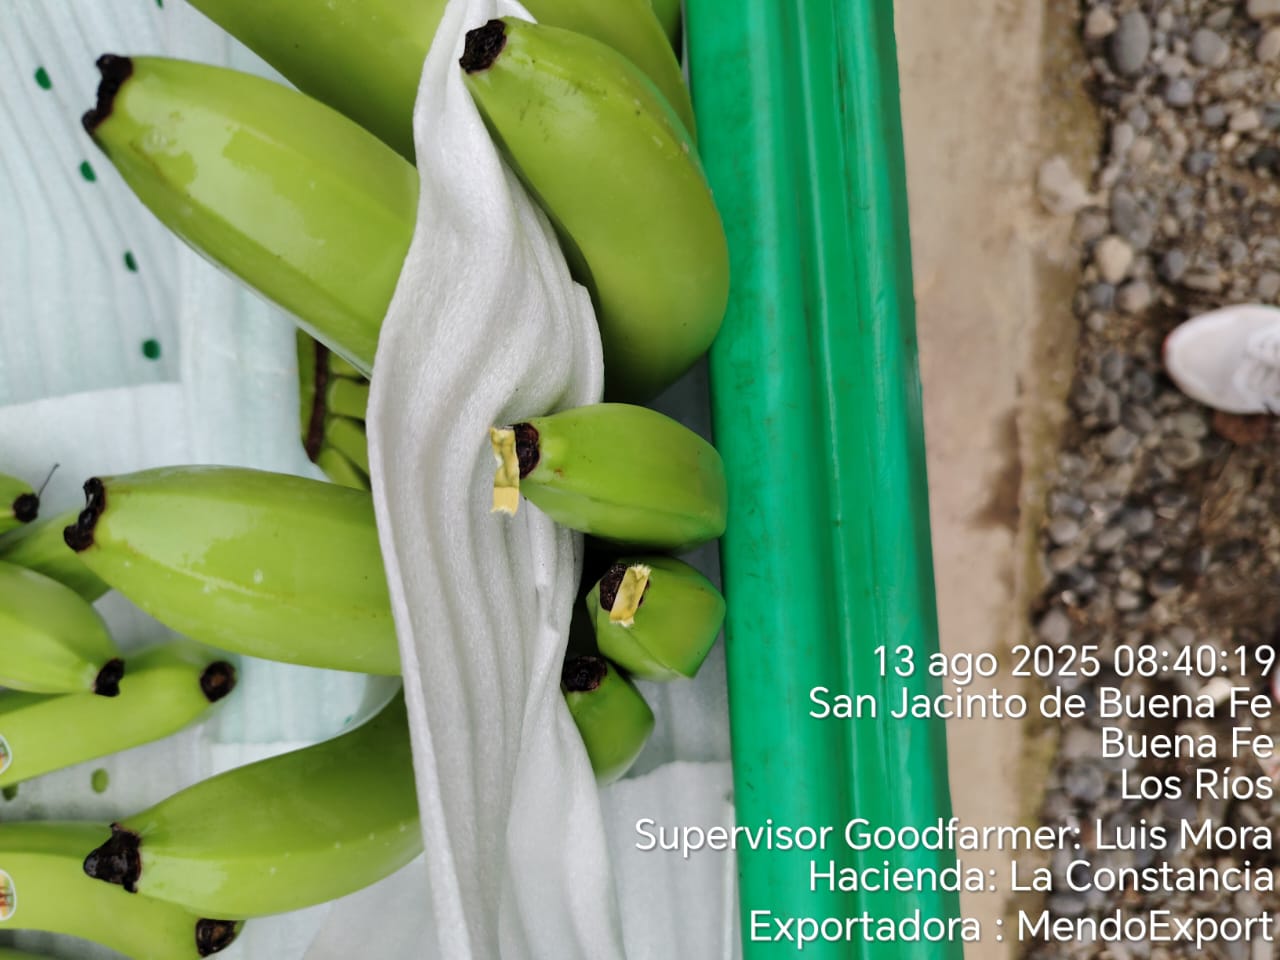 13 ago 2025 08:40:19
San Jacinto de Buena Fe
Buena Fe
Los Ríos
Supervisor Goodfarmer: Luis Mora
Hacienda: La Constancia
Exportadora : MendoExport